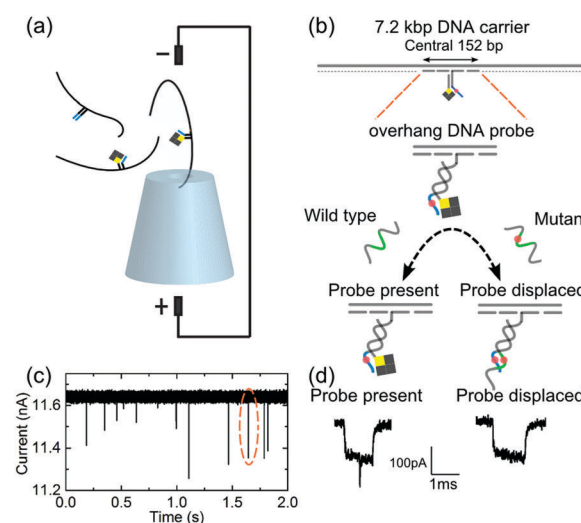 (a)
−
+
(b)
7.2 kbp DNA carrier
Central 152 bp
overhang DNA probe
Wild type
Mutant
Probe present
Probe displaced
(c)
Current (nA)
11.6
11.4
11.2
0.0
0.5
1.0
1.5
2.0
Time (s)
(d)
Probe present
Probe displaced
100pA
1ms